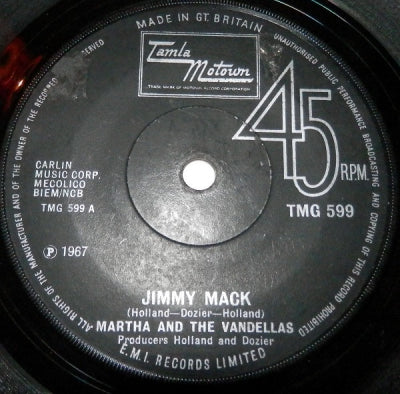 MADE IN GT. BRITAIN
UNAUTHORISED PUBLIC PERFORMANCE BROADCASTING AND COPYING OF THIS RECORD PROHIBITED
ALL RIGHTS OF THE MANUFACTURER AND OF THE OWNER OF THE RECORDED
SERVED
Tamla
Motown
TRADE MARK OF MOTOWN RECORD CORPORATION
45
R.P.M.
CARLIN
MUSIC CORP.
MECOLICO
BIEM/NCB
TMG 599 A
TMG 599
Ⓟ 1967
JIMMY MACK
(Holland—Dozier—Holland)
MARTHA AND THE VANDELLAS
Producers Holland and Dozier
E.M.I. RECORDS LIMITED